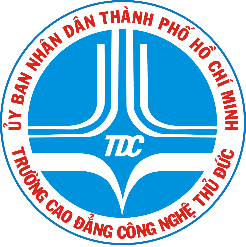 ỦY BAN NHÂN DÂN THÀNH PHỐ HỒ CHÍ MINH
TDC
TRƯỜNG CAO ĐẲNG CÔNG NGHỆ THỦ ĐỨC